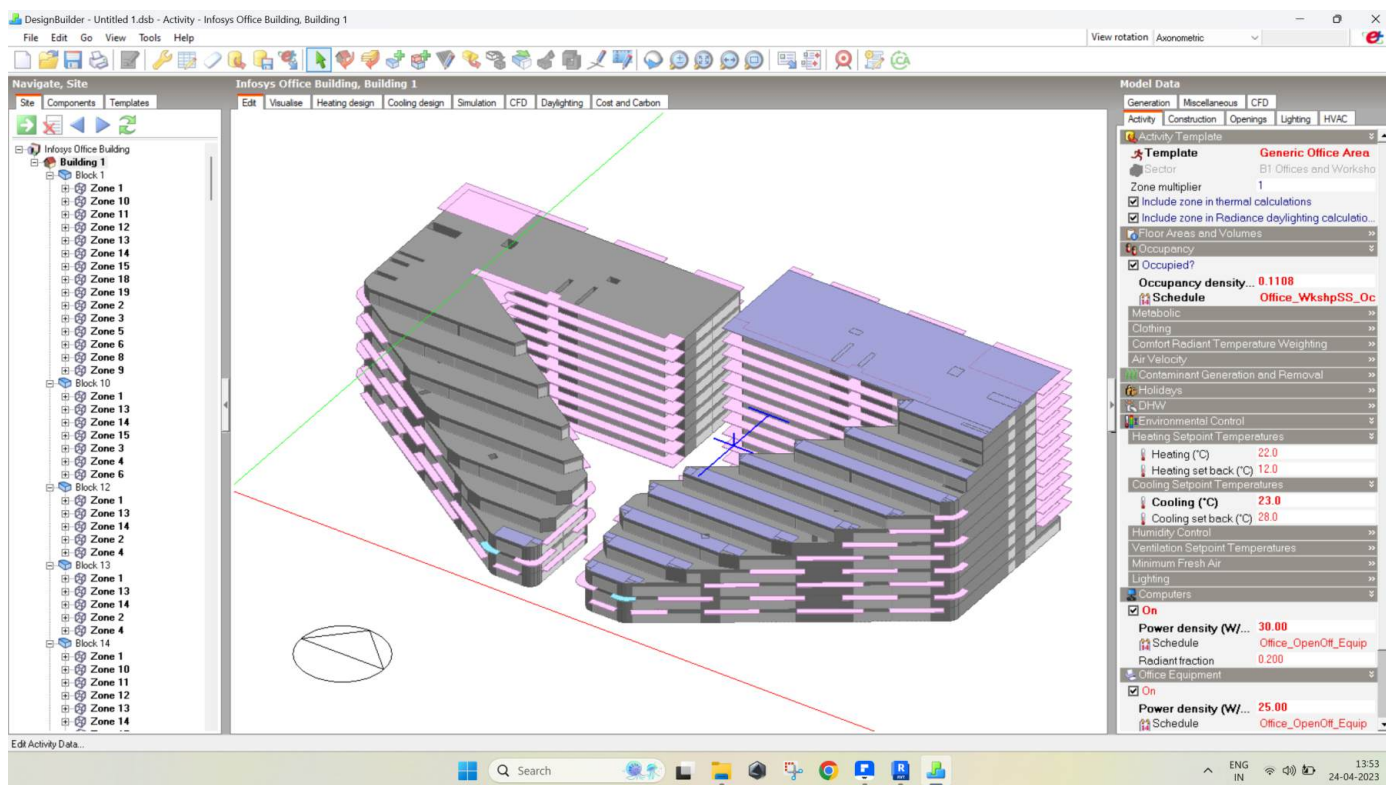 DesignBuilder - Untitled 1.dsb - Activity - Infosys Office Building, Building 1
File Edit Go View Tools Help
View rotation Axonometric
Navigate, Site
Site Components Templates
Infosys Office Building
Building 1
Block 1
Zone 1
Zone 10
Zone 11
Zone 12
Zone 13
Zone 14
Zone 15
Zone 18
Zone 19
Zone 2
Zone 3
Zone 5
Zone 6
Zone 8
Zone 9
Block 10
Zone 1
Zone 13
Zone 14
Zone 15
Zone 3
Zone 4
Zone 6
Block 12
Zone 1
Zone 13
Zone 14
Zone 2
Zone 4
Block 13
Zone 1
Zone 13
Zone 14
Zone 2
Zone 4
Block 14
Zone 1
Zone 10
Zone 11
Zone 12
Zone 13
Zone 14
Infosys Office Building, Building 1
Edit Visualise Heating design Cooling design Simulation CFD Daylighting Cost and Carbon
Model Data
Generation Miscellaneous CFD
Activity Construction Openings Lighting HVAC
Activity Template
Template Generic Office Area
Sector B1 Offices and Worksho
Zone multiplier 1
Include zone in thermal calculations
Include zone in Radiance daylighting calculatio...
Floor Areas and Volumes
Occupancy
Occupied?
Occupancy density... 0.1108
Schedule Office_WkshpSS_Oc
Metabolic
Clothing
Comfort Radiant Temperature Weighting
Air Velocity
Contaminant Generation and Removal
Holidays
DHW
Environmental Control
Heating Setpoint Temperatures
Heating (°C) 22.0
Heating set back (°C) 12.0
Cooling Setpoint Temperatures
Cooling (°C) 23.0
Cooling set back (°C) 28.0
Humidity Control
Ventilation Setpoint Temperatures
Minimum Fresh Air
Lighting
Computers
On
Power density (W/... 30.00
Schedule Office_OpenOff_Equip
Radiant fraction 0.200
Office Equipment
On
Power density (W/... 25.00
Schedule Office_OpenOff_Equip
Edit Activity Data...
Search
ENG
IN
13:53
24-04-2023